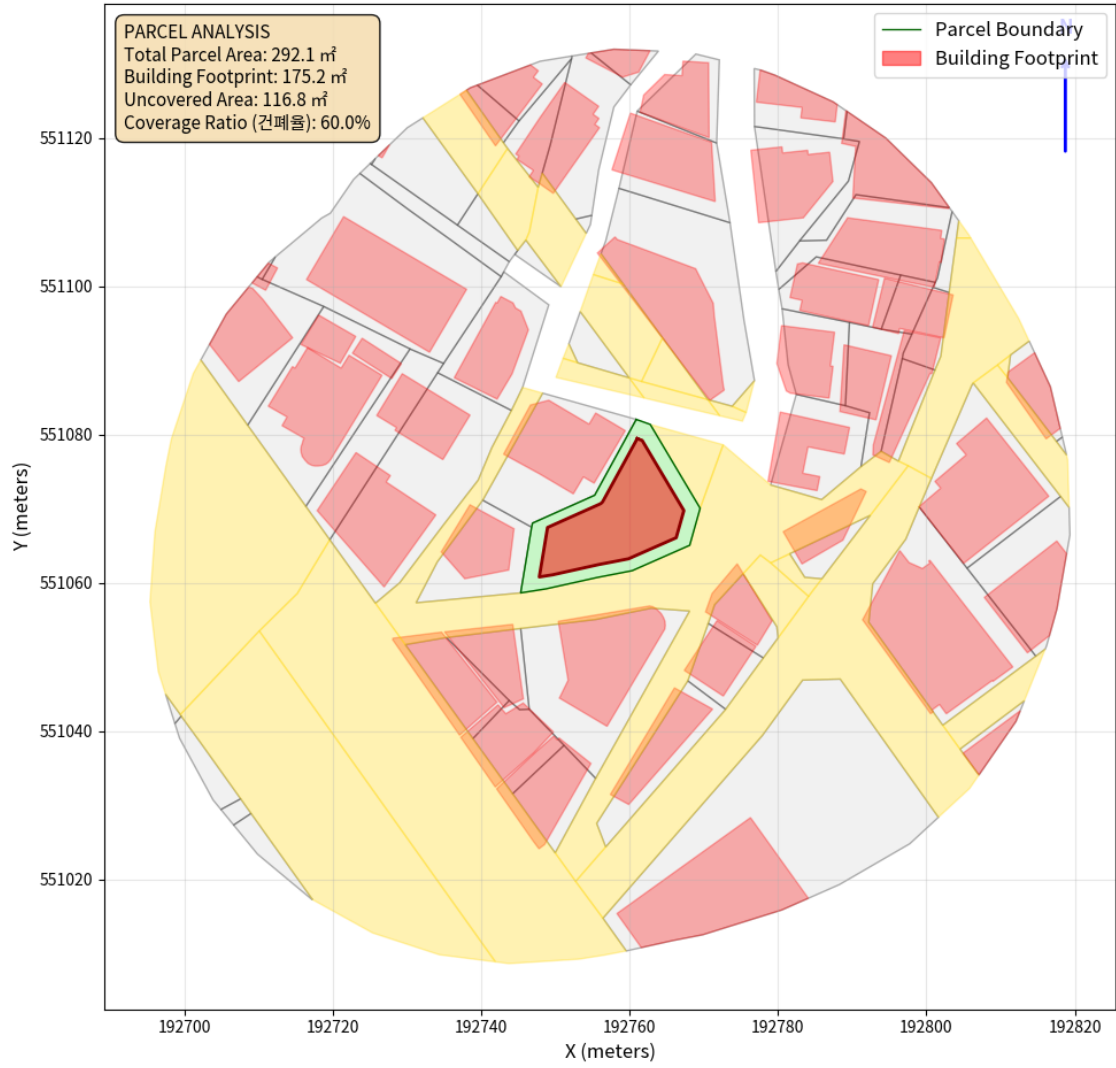 PARCEL ANALYSIS
Total Parcel Area: 292.1 ㎡
Building Footprint: 175.2 ㎡
Uncovered Area: 116.8 ㎡
Coverage Ratio (건폐율): 60.0%
Parcel Boundary
Building Footprint
N
551120
551100
551080
551060
551040
551020
Y (meters)
192700
192720
192740
192760
192780
192800
192820
X (meters)